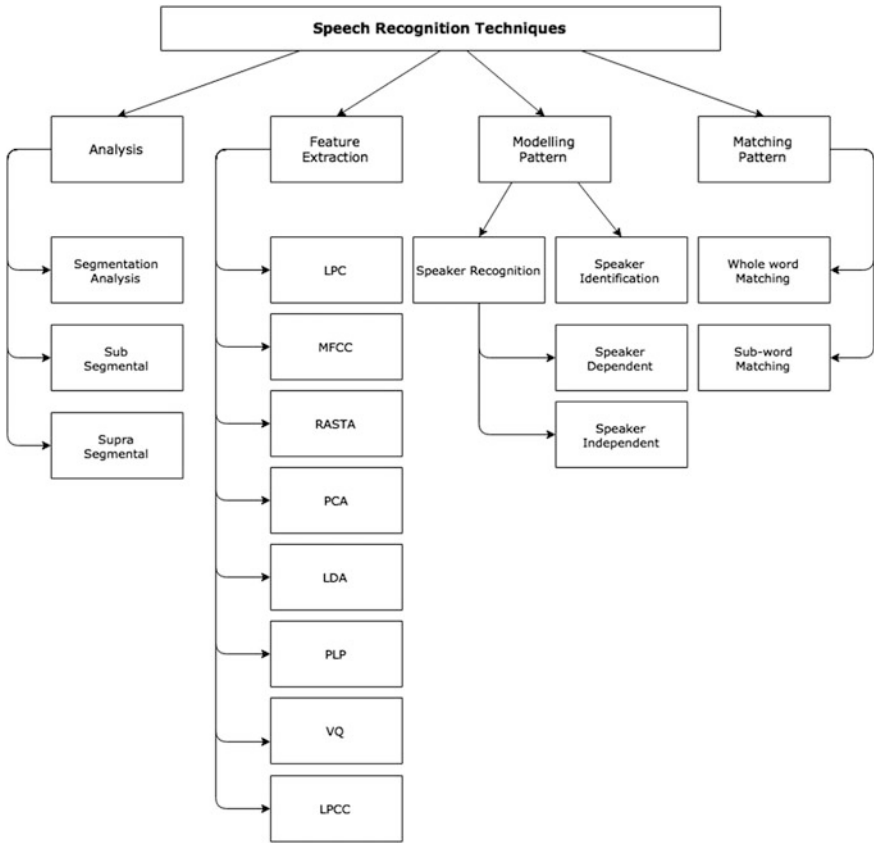 Speech Recognition Techniques
Analysis
Feature
Extraction
Modelling
Pattern
Matching
Pattern
Segmentation
Analysis
Sub
Segmental
Supra
Segmental
LPC
MFCC
RASTA
PCA
LDA
PLP
VQ
LPCC
Speaker Recognition
Speaker
Identification
Speaker
Dependent
Speaker
Independent
Whole word
Matching
Sub-word
Matching